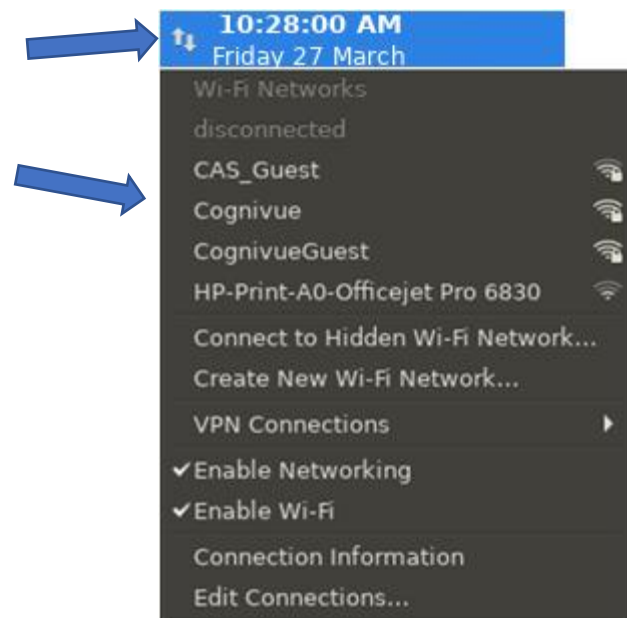 10:28:00 AM
Friday 27 March
Wi-Fi Networks
disconnected
CAS_Guest
Cognivue
CognivueGuest
HP-Print-A0-Officejet Pro 6830
Connect to Hidden Wi-Fi Network...
Create New Wi-Fi Network...
VPN Connections
Enable Networking
Enable Wi-Fi
Connection Information
Edit Connections...